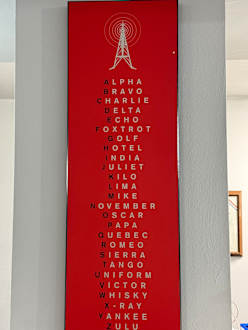 ALPHA
BRAVO
CHARLIE
DELTA
ECHO
FOXTROT
GOLF
HOTEL
INDIA
JULIET
KILO
LIMA
MIKE
NOVEMBER
OSCAR
PAPA
QUEBEC
ROMEO
SIERRA
TANGO
UNIFORM
VICTOR
WHISKY
X-RAY
YANKEE
ZULU